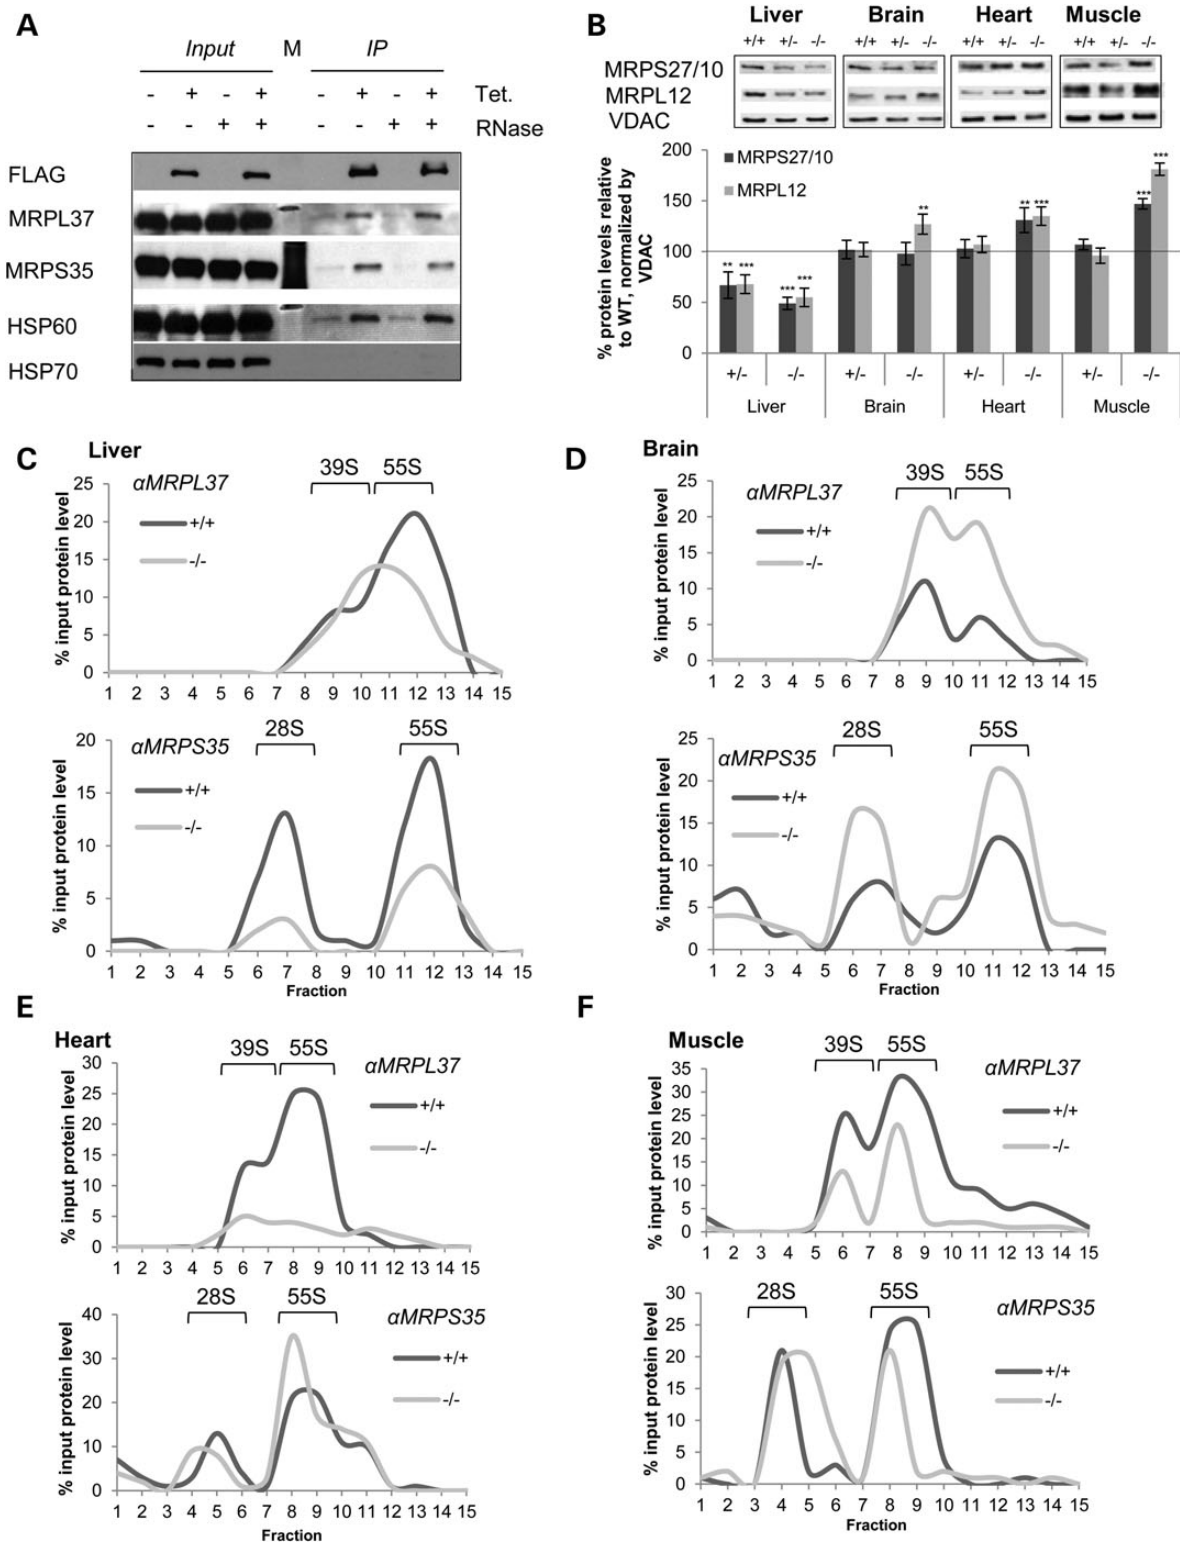 A
Input M IP
- + - + - + - + Tet.
- - + + - - + + RNase
FLAG
MRPL37
MRPS35
HSP60
HSP70
B
Liver Brain Heart Muscle
+/+ +/- -/- +/+ +/- -/- +/+ +/- -/- +/+ +/- -/-
MRPS27/10
MRPL12
VDAC
% protein levels relative
to WT, normalized by
VDAC
200
150
100
50
0
MRPS27/10
MRPL12
** *** *** *** ** ** *** *** ***
+/- -/- +/- -/- +/- -/- +/- -/-
Liver Brain Heart Muscle
C
Liver
αMRPL37
39S 55S
+/+
-/-
% input protein level
25
20
15
10
5
0
1 2 3 4 5 6 7 8 9 10 11 12 13 14 15
αMRPS35
28S 55S
+/+
-/-
% input protein level
20
15
10
5
0
1 2 3 4 5 6 7 8 9 10 11 12 13 14 15
Fraction
D
Brain
αMRPL37
39S 55S
+/+
-/-
% input protein level
25
20
15
10
5
0
1 2 3 4 5 6 7 8 9 10 11 12 13 14 15
αMRPS35
28S 55S
+/+
-/-
% input protein level
25
20
15
10
5
0
1 2 3 4 5 6 7 8 9 10 11 12 13 14 15
Fraction
E
Heart
39S 55S
αMRPL37
+/+
-/-
% input protein level
30
25
20
15
10
5
0
1 2 3 4 5 6 7 8 9 10 11 12 13 14 15
28S 55S
αMRPS35
+/+
-/-
% input protein level
40
30
20
10
0
1 2 3 4 5 6 7 8 9 10 11 12 13 14 15
Fraction
F
Muscle
39S 55S
αMRPL37
+/+
-/-
% input protein level
35
30
25
20
15
10
5
0
1 2 3 4 5 6 7 8 9 10 11 12 13 14 15
28S 55S
αMRPS35
+/+
-/-
% input protein level
30
25
20
15
10
5
0
1 2 3 4 5 6 7 8 9 10 11 12 13 14 15
Fraction